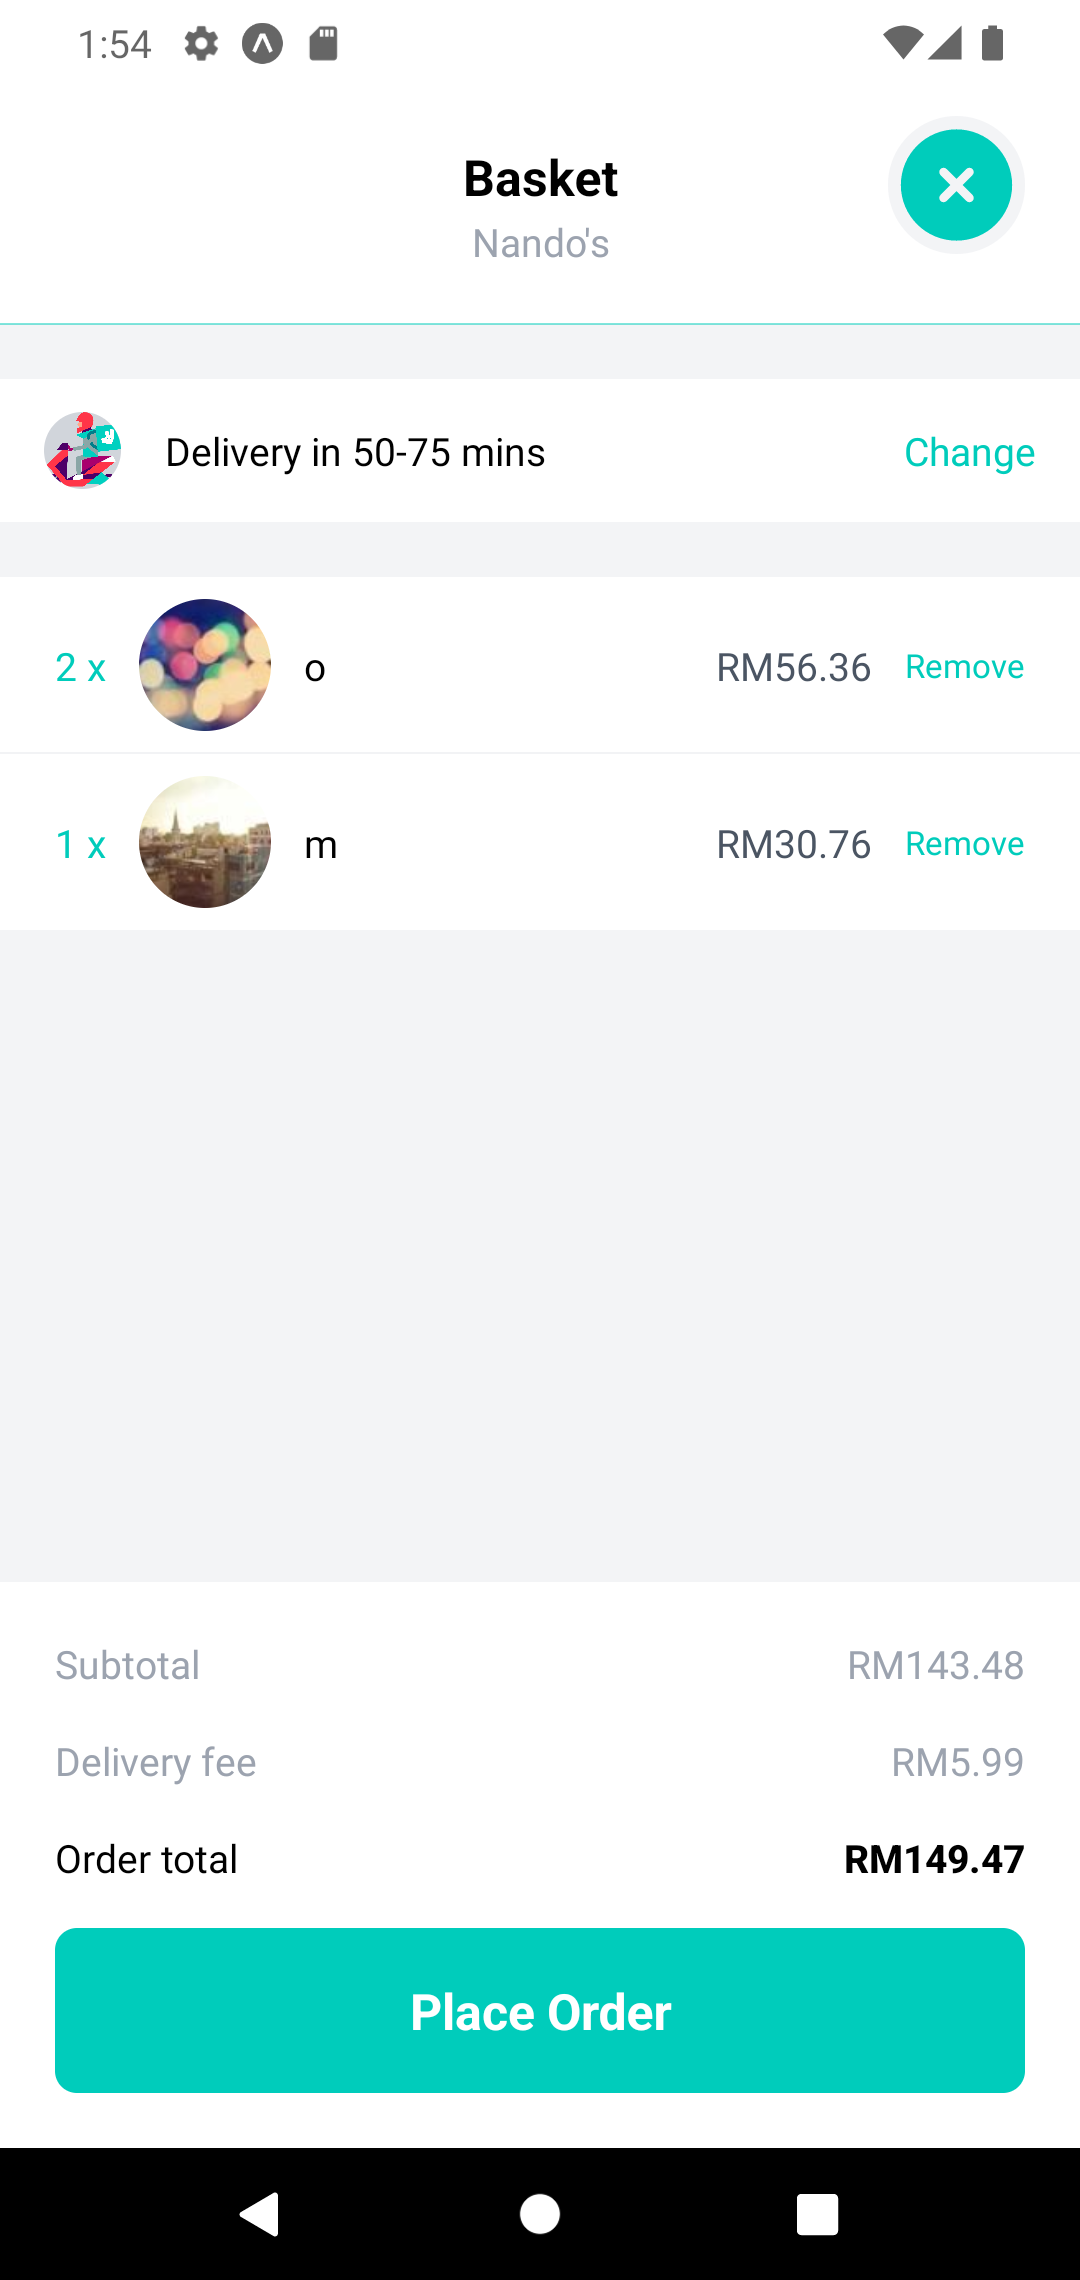 1:54
Basket
Nando's
Delivery in 50-75 mins Change
2 x o RM56.36 Remove
1 x m RM30.76 Remove
Subtotal RM143.48
Delivery fee RM5.99
Order total RM149.47
Place Order